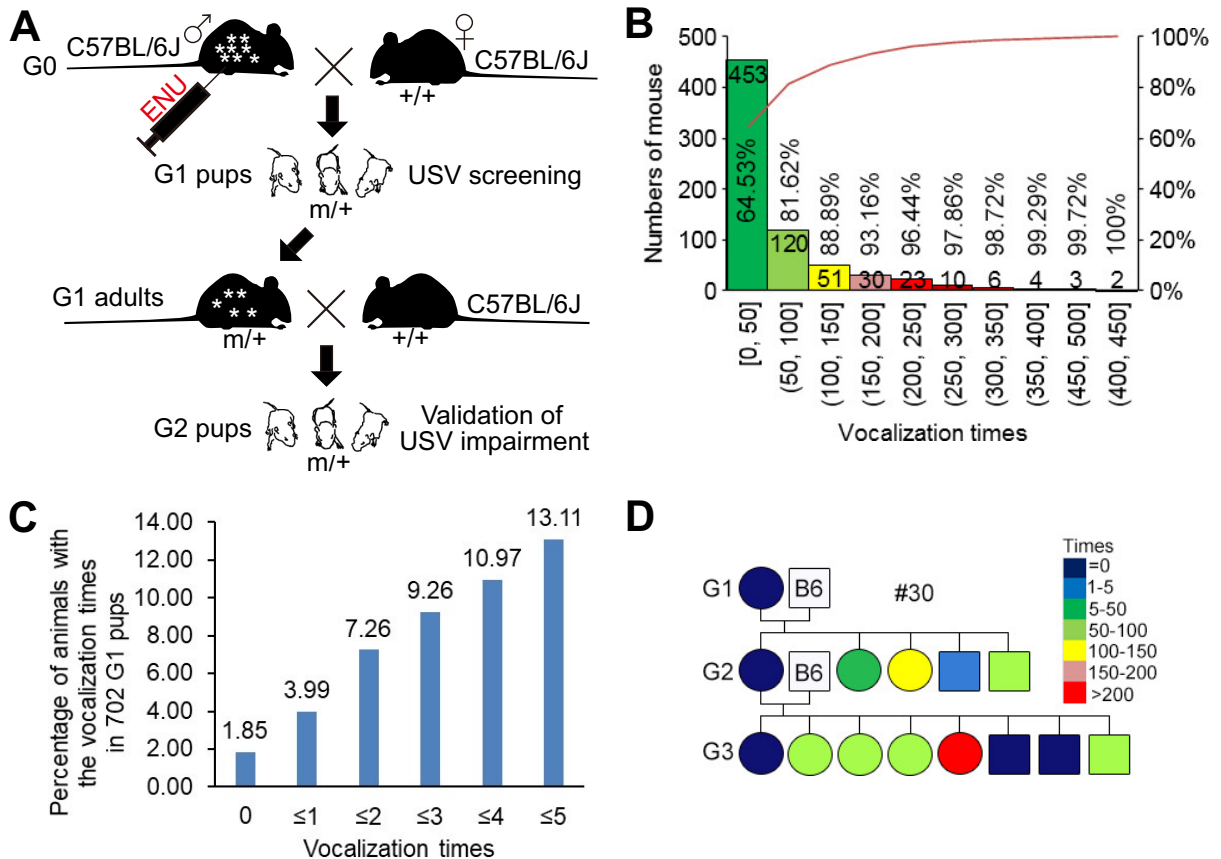 A
C57BL/6J ♂ ♀ C57BL/6J
G0
ENU
+/+
G1 pups USV screening
m/+
G1 adults C57BL/6J
m/+ +/+
G2 pups Validation of
USV impairment
m/+
B
Numbers of mouse
500
400
300
200
100
0
100%
80%
60%
40%
20%
0%
453 120 51 30 23 10 6 4 3 2
64.53% 81.62% 88.89% 93.16% 96.44% 97.86% 98.72% 99.29% 99.72% 100%
[0, 50] (50, 100] (100, 150] (150, 200] (200, 250] (250, 300] (300, 350] (350, 400] (450, 500] (400, 450]
Vocalization times
C
Percentage of animals with
the vocalization times
in 702 G1 pups
14.00
12.00
10.00
8.00
6.00
4.00
2.00
0.00
1.85 3.99 7.26 9.26 10.97 13.11
0 ≤1 ≤2 ≤3 ≤4 ≤5
Vocalization times
D
G1 B6 #30
G2 B6
G3
Times
=0
1-5
5-50
50-100
100-150
150-200
>200